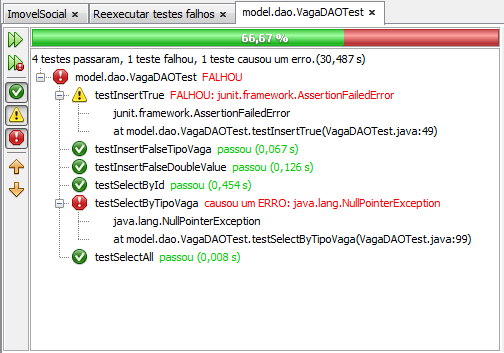 ImovelSocial
Reexecutar testes falhos
model.dao.VagaDAOTest
66,67 %
4 testes passaram, 1 teste falhou, 1 teste causou um erro.(30,487 s)
model.dao.VagaDAOTest FALHOU
testInsertTrue FALHOU: junit.framework.AssertionFailedError
junit.framework.AssertionFailedError
at model.dao.VagaDAOTest.testInsertTrue(VagaDAOTest.java:49)
testInsertFalseTipoVaga passou (0,067 s)
testInsertFalseDoubleValue passou (0,126 s)
testSelectById passou (0,454 s)
testSelectByTipoVaga causou um ERRO: java.lang.NullPointerException
java.lang.NullPointerException
at model.dao.VagaDAOTest.testSelectByTipoVaga(VagaDAOTest.java:99)
testSelectAll passou (0,008 s)